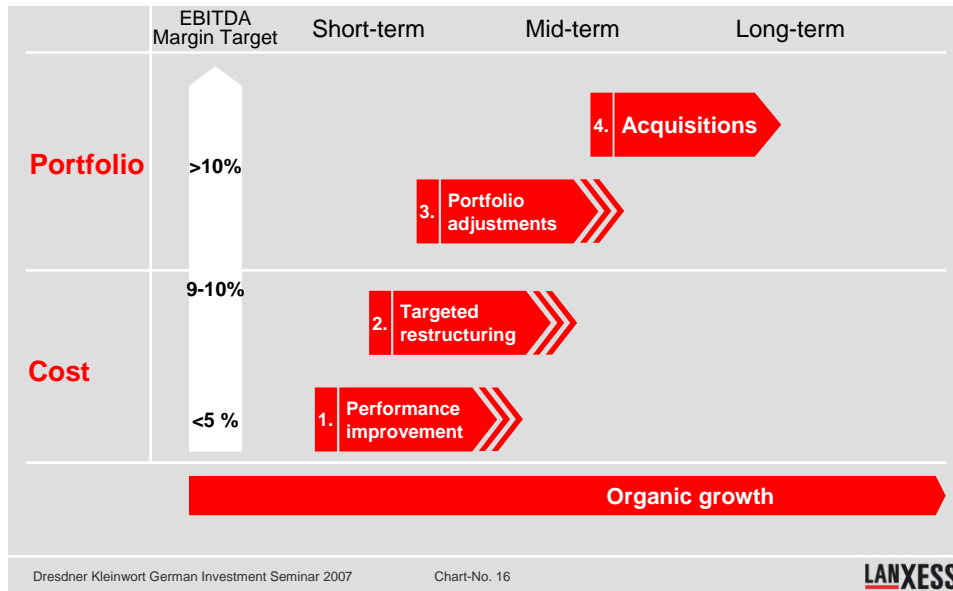 EBITDA
Margin Target
Short-term
Mid-term
Long-term
4. Acquisitions
Portfolio
>10%
3. Portfolio
adjustments
9-10%
2. Targeted
restructuring
Cost
<5 %
1. Performance
improvement
Organic growth
Dresdner Kleinwort German Investment Seminar 2007
Chart-No. 16
LANXESS